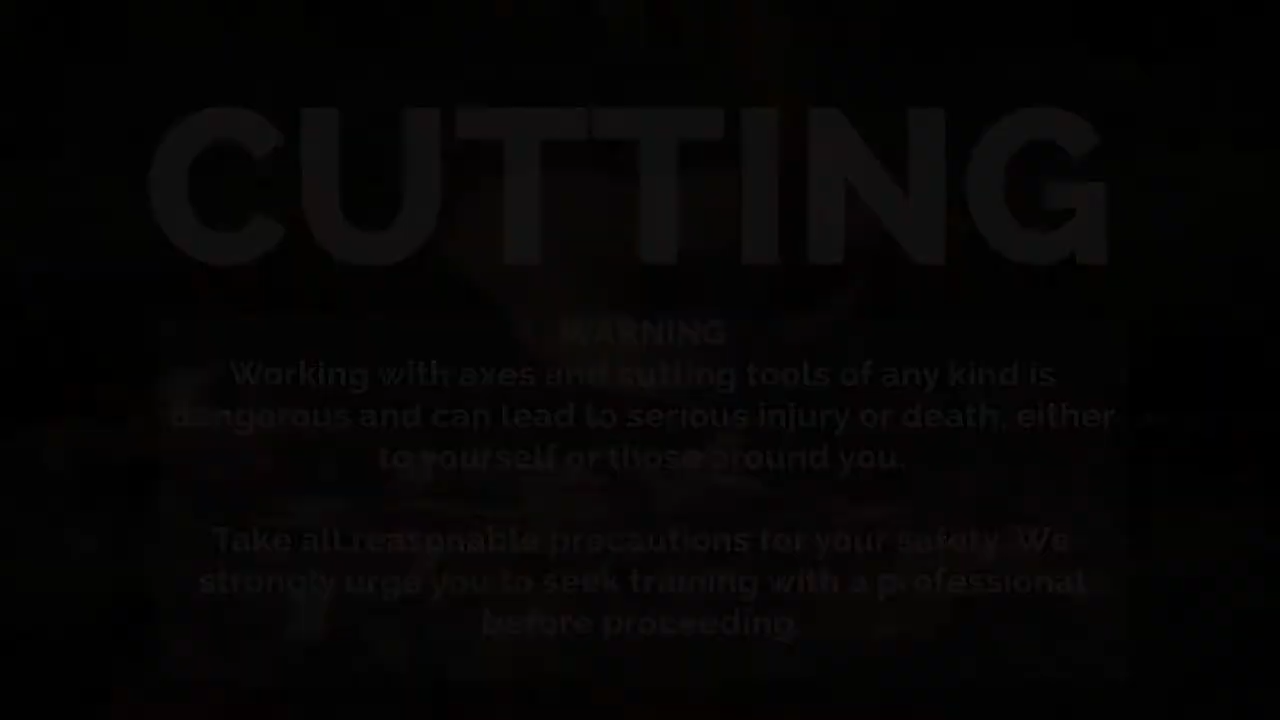 CUTTING
WARNING
Working with axes and cutting tools of any kind is
dangerous and can lead to serious injury or death, either
to yourself or those around you.
Take all reasonable precautions for your safety. We
strongly urge you to seek training with a professional
before proceeding.